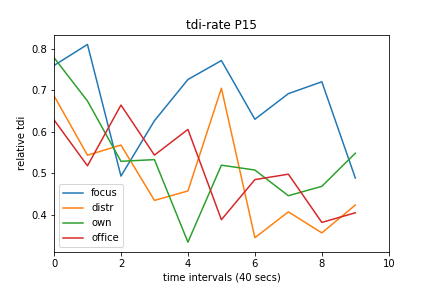 tdi-rate P15
relative tdi
0.8
0.7
0.6
0.5
0.4
focus
distr
own
office
0 2 4 6 8 10
time intervals (40 secs)